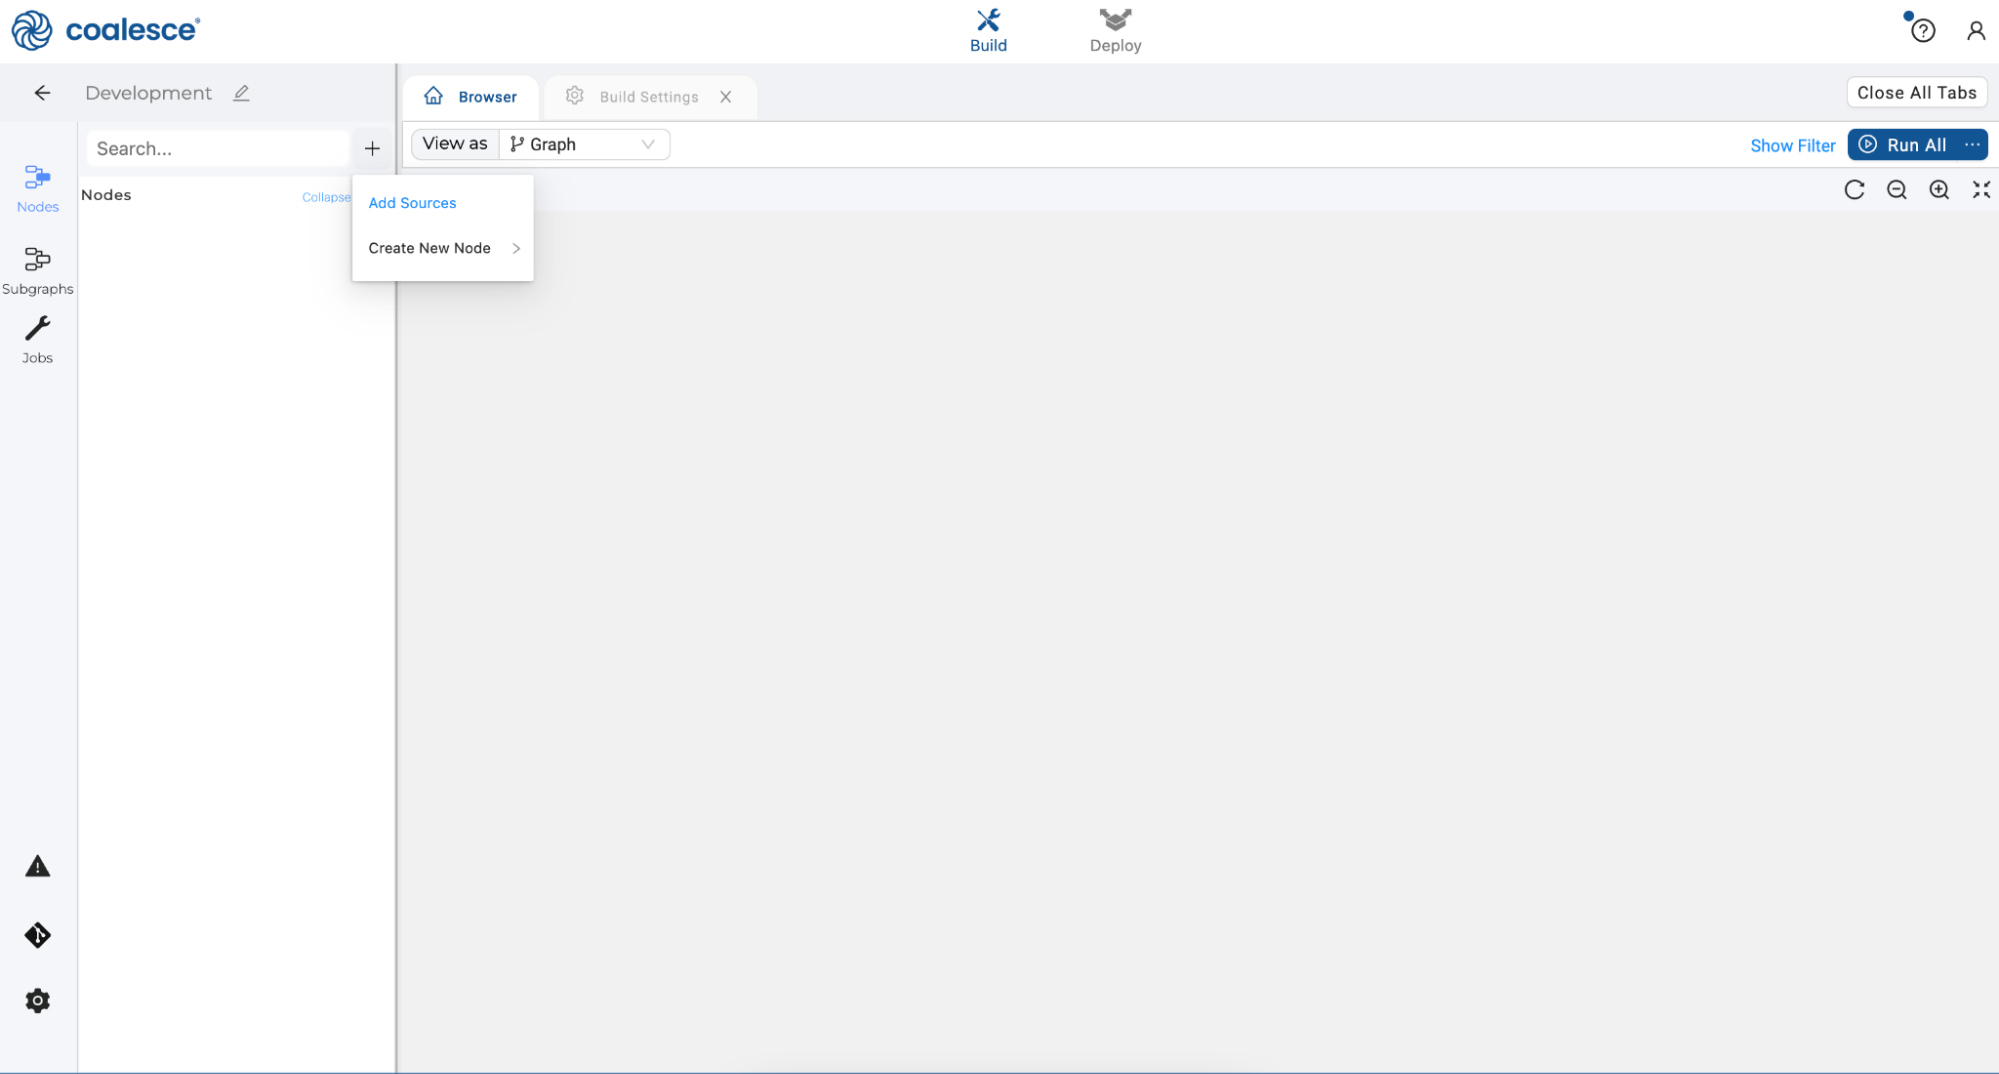 coalesce®
Build
Deploy
Development
Browser
Build Settings
Close All Tabs
Search...
View as
Graph
Show Filter
Run All
Nodes
Nodes
Collapse
Add Sources
Create New Node
Subgraphs
Jobs